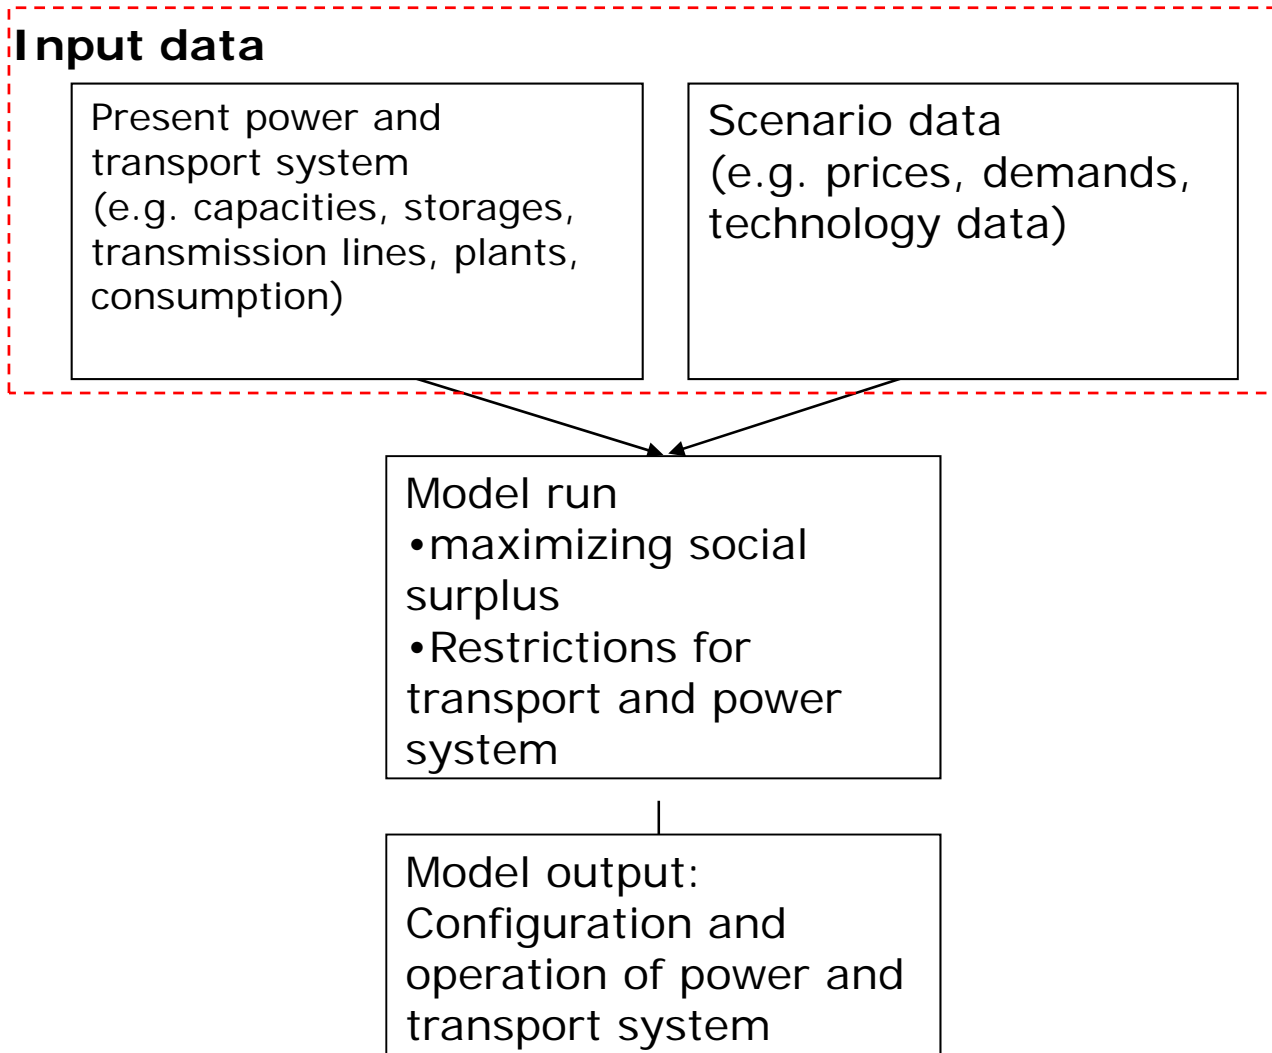 Input data
Present power and
transport system
(e.g. capacities, storages,
transmission lines, plants,
consumption)
Scenario data
(e.g. prices, demands,
technology data)
Model run
•maximizing social
surplus
•Restrictions for
transport and power
system
Model output:
Configuration and
operation of power and
transport system